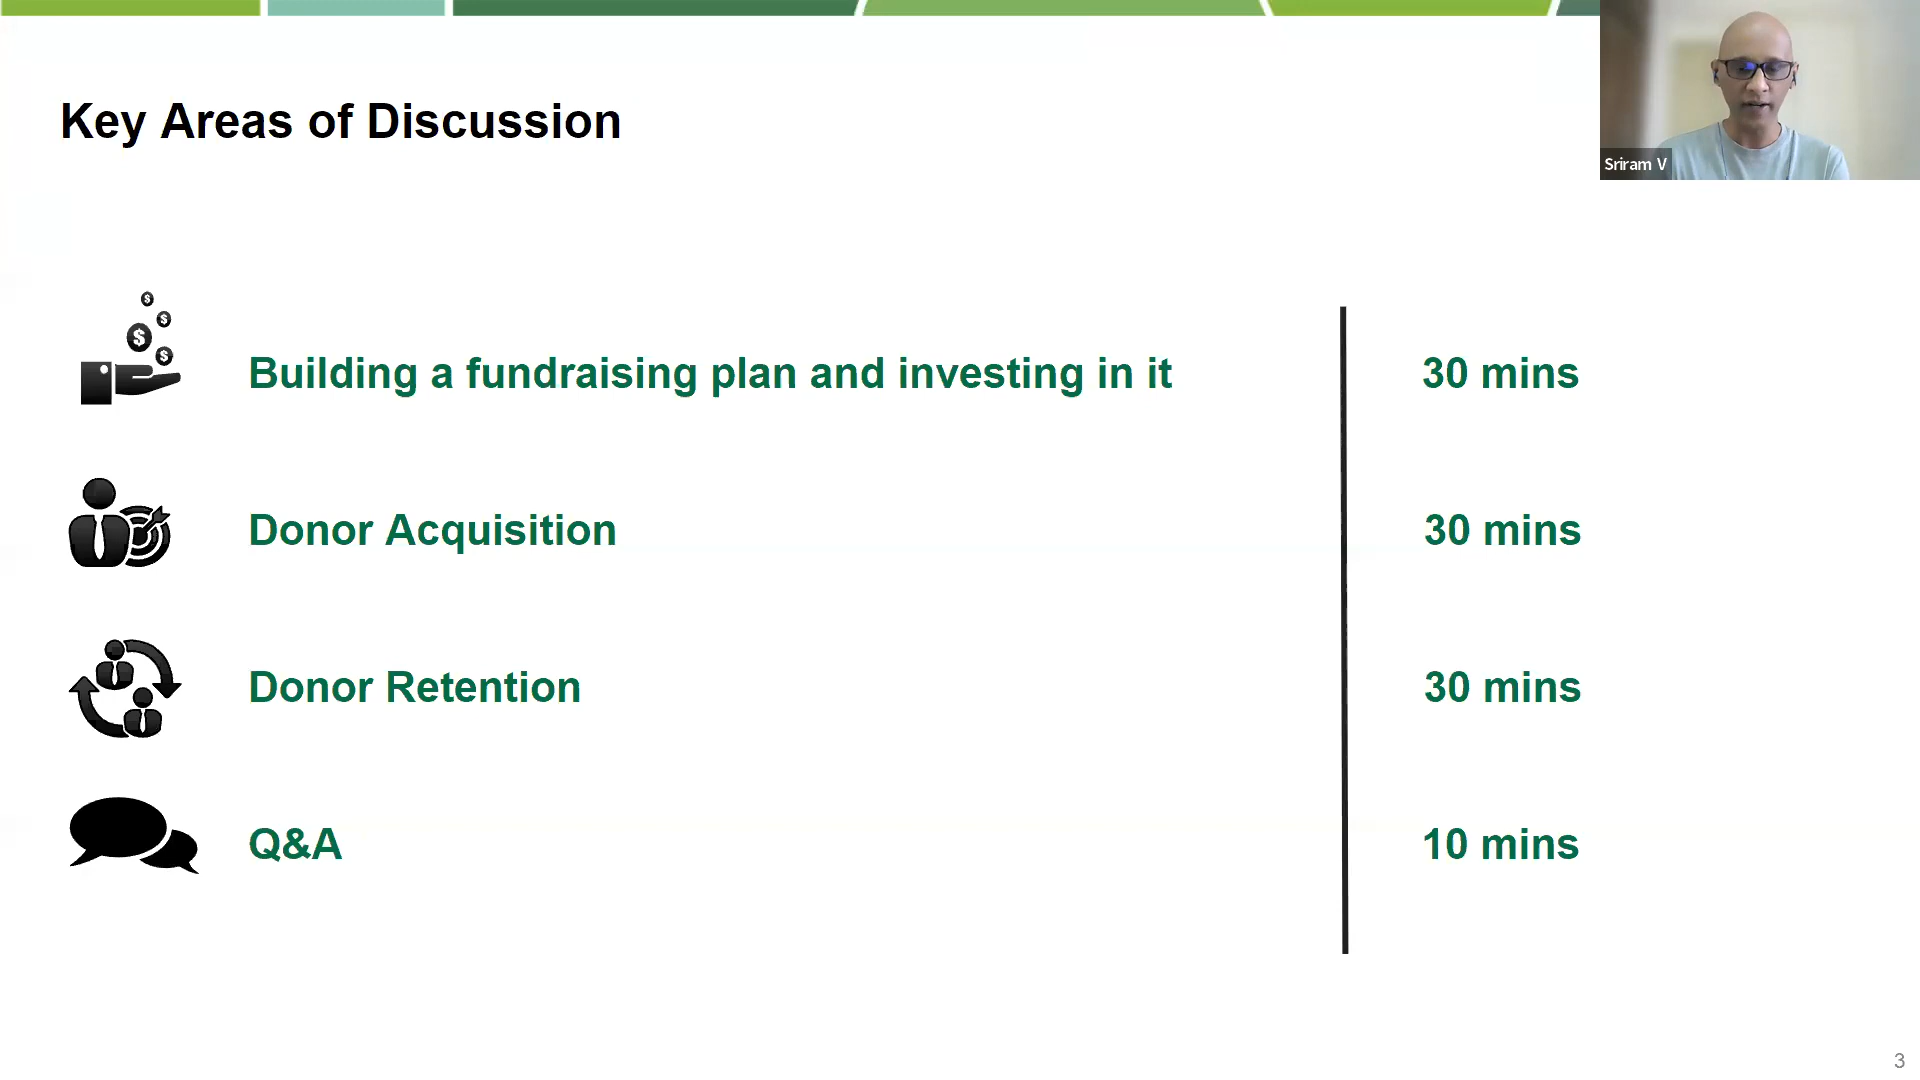 Key Areas of Discussion
Sriram V
$
$
$
$
Building a fundraising plan and investing in it 30 mins
Donor Acquisition 30 mins
Donor Retention 30 mins
Q&A 10 mins
3